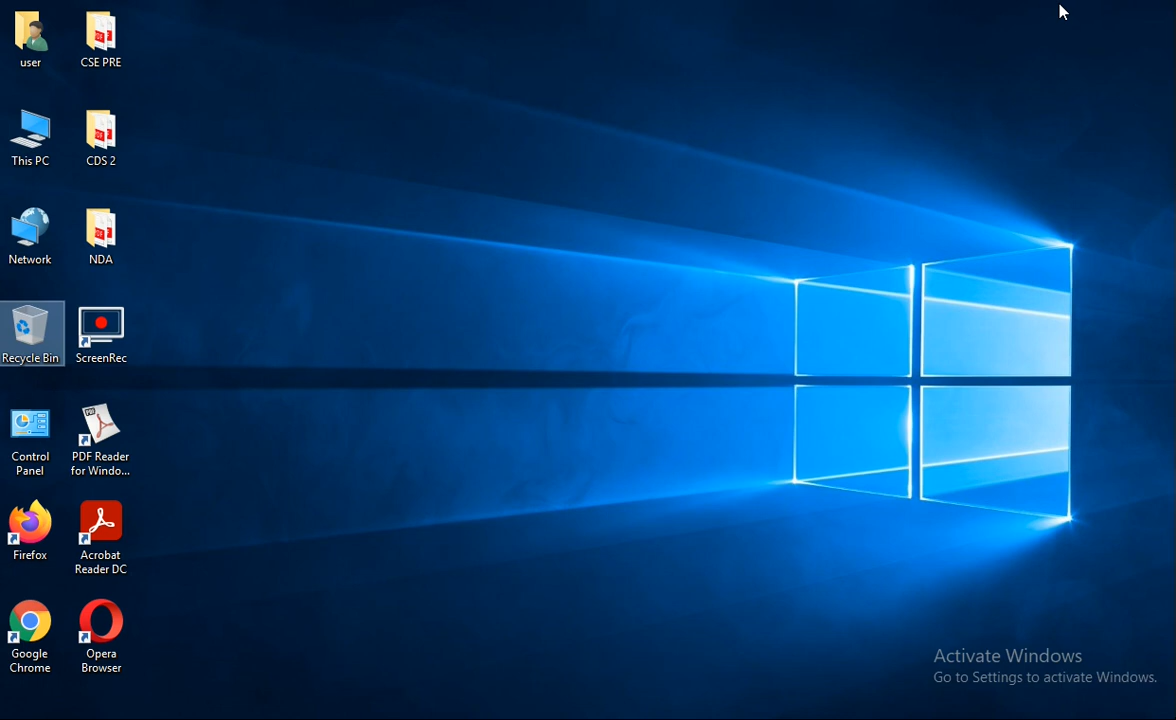 user
CSE PRE
This PC
CDS 2
Network
NDA
Recycle Bin
ScreenRec
Control
Panel
PDF Reader
for Windo...
Firefox
Acrobat
Reader DC
Google
Chrome
Opera
Browser
Activate Windows
Go to Settings to activate Windows.